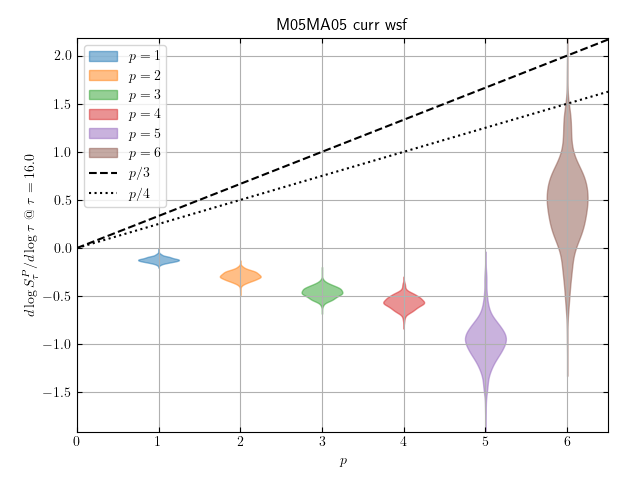 M05MA05 curr wsf
d log S_τ^P / d log τ @ τ = 16.0
2.0
1.5
1.0
0.5
0.0
−0.5
−1.0
−1.5
p = 1
p = 2
p = 3
p = 4
p = 5
p = 6
p/3
p/4
0 1 2 3 4 5 6
p